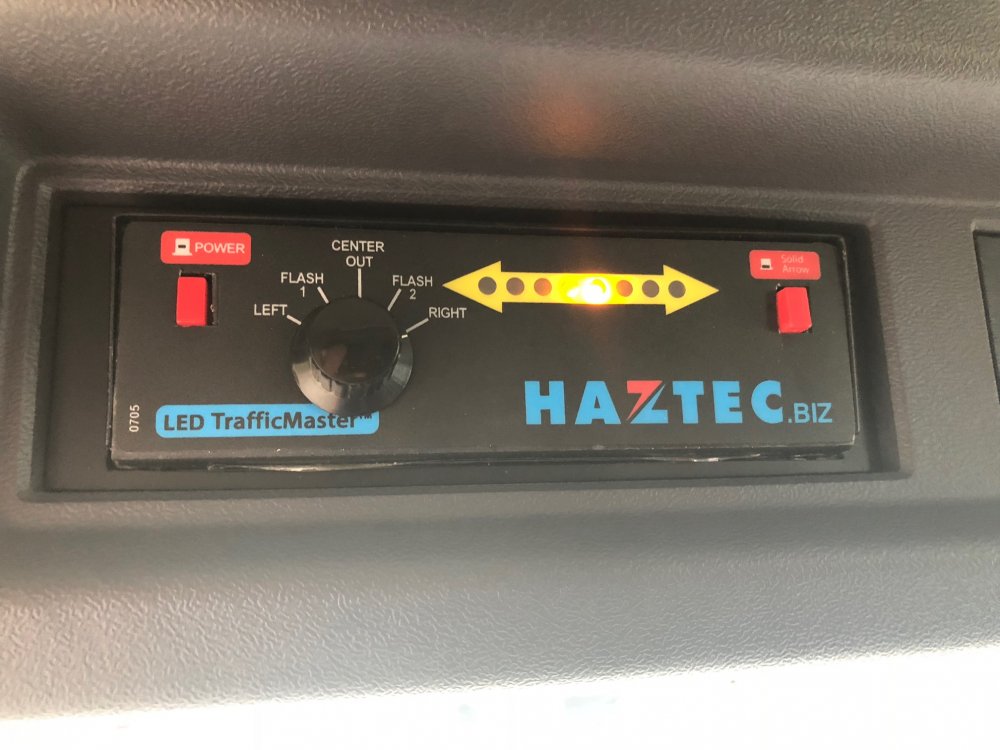 POWER
CENTER
OUT
FLASH
1
FLASH
2
LEFT
RIGHT
Solid
Arrow
0705
LED TrafficMaster™
HAZTEC.BIZ